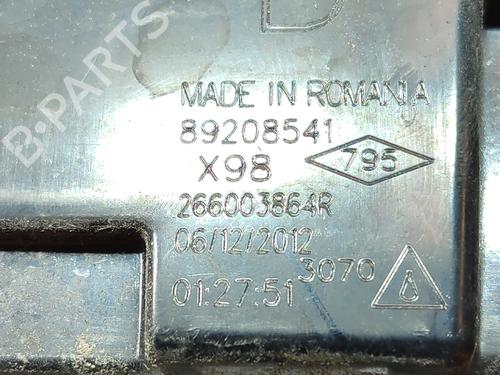 D
MADE IN ROMANIA
89208541
X98 795
266003864R
06/12/2012
01:27:51 3070
B-PARTS